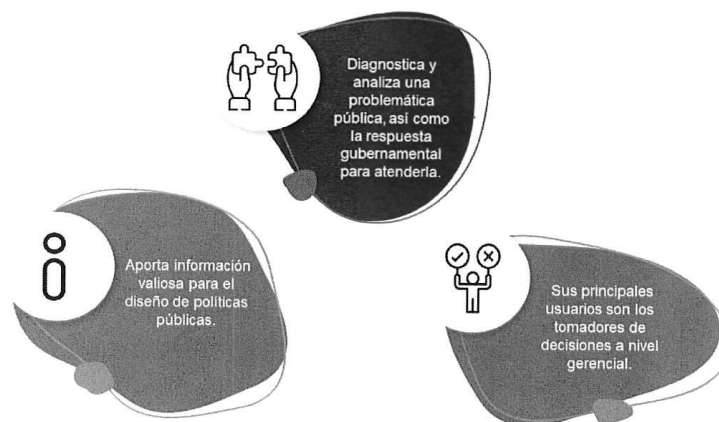 Diagnostica y
analiza una
problemática
pública, así como
la respuesta
gubernamental
para atenderla.
Aporta información
valiosa para el
diseño de políticas
públicas.
Sus principales
usuarios son los
tomadores de
decisiones a nivel
gerencial.